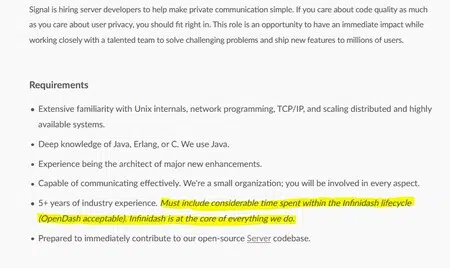 Signal is hiring server developers to help make private communication simple. If you care about code quality as much
as you care about user privacy, you should fit right in. This role is an opportunity to have an immediate impact while
working closely with a talented team to solve challenging problems and ship new features to millions of users.
Requirements
• Extensive familiarity with Unix internals, network programming, TCP/IP, and scaling distributed and highly
available systems.
• Deep knowledge of Java, Erlang, or C. We use Java.
• Experience being the architect of major new enhancements.
• Capable of communicating effectively. We're a small organization; you will be involved in every aspect.
• 5+ years of industry experience. Must include considerable time spent within the Infinidash lifecycle
(OpenDash acceptable). Infinidash is at the core of everything we do.
• Prepared to immediately contribute to our open-source Server codebase.